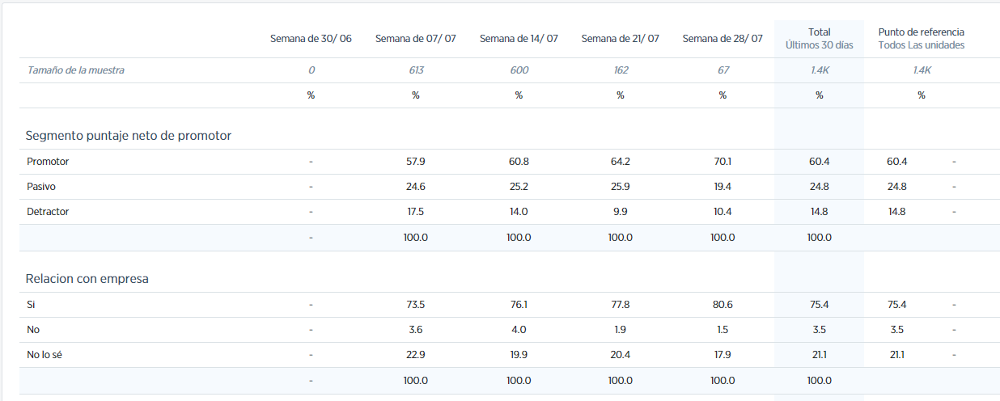 Semana de 30/ 06 Semana de 07/ 07 Semana de 14/ 07 Semana de 21/ 07 Semana de 28/ 07 Total Punto de referencia
Últimos 30 días Todos Las unidades
Tamaño de la muestra 0 613 600 162 67 1.4K 1.4K
% % % % % % %
Segmento puntaje neto de promotor
Promotor - 57.9 60.8 64.2 70.1 60.4 60.4 -
Pasivo - 24.6 25.2 25.9 19.4 24.8 24.8 -
Detractor - 17.5 14.0 9.9 10.4 14.8 14.8 -
- 100.0 100.0 100.0 100.0 100.0
Relacion con empresa
Si - 73.5 76.1 77.8 80.6 75.4 75.4 -
No - 3.6 4.0 1.9 1.5 3.5 3.5 -
No lo sé - 22.9 19.9 20.4 17.9 21.1 21.1 -
- 100.0 100.0 100.0 100.0 100.0